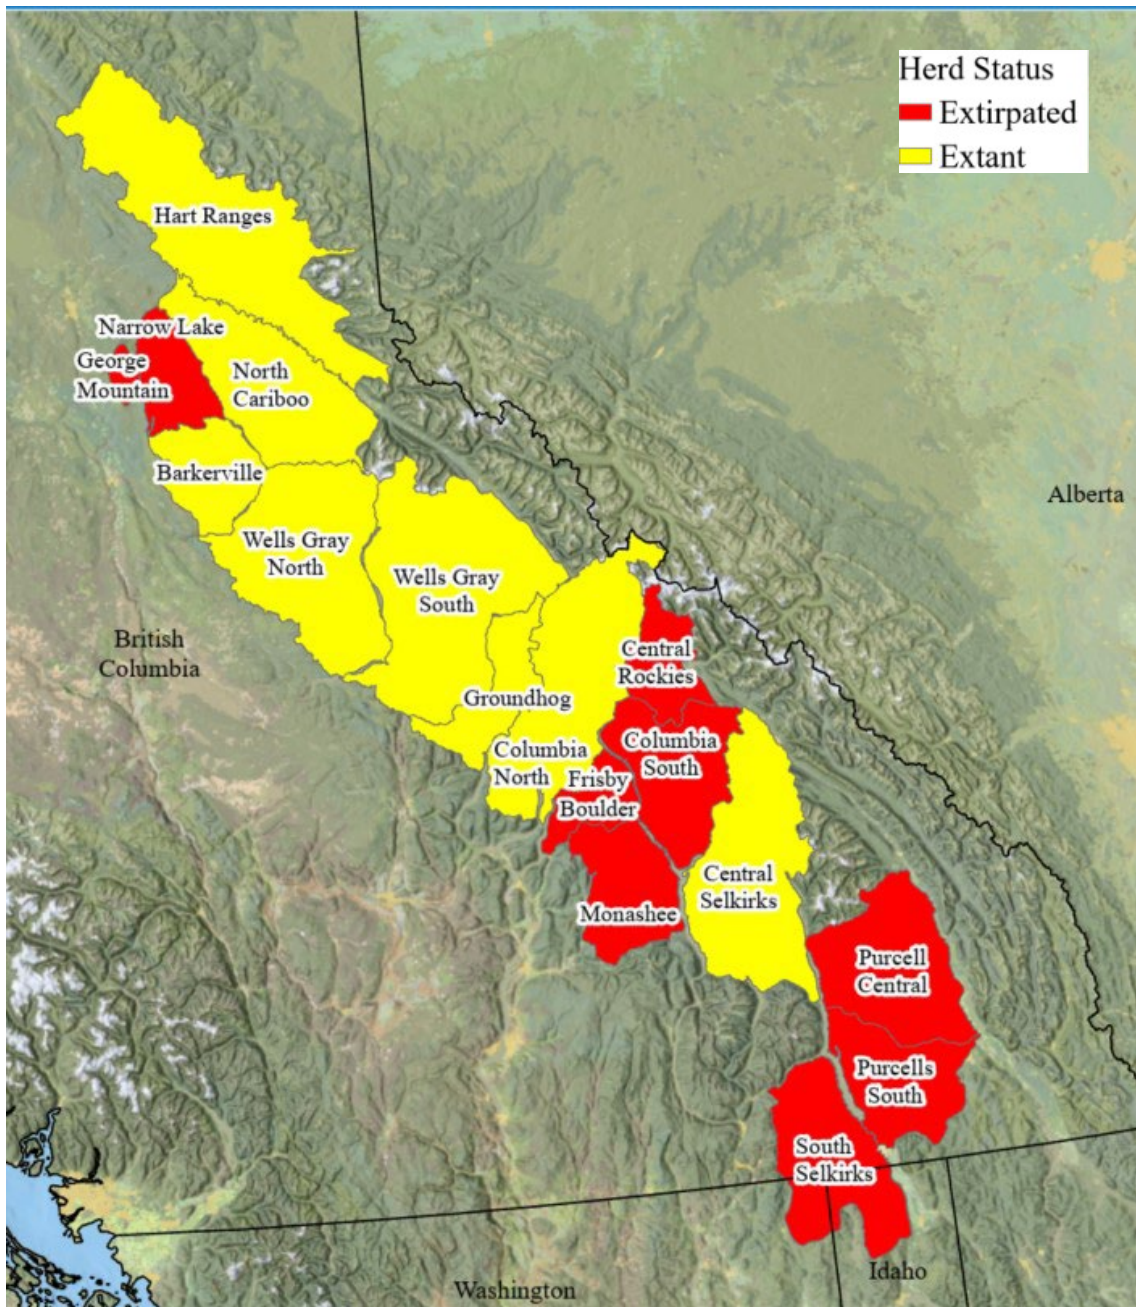 Herd Status
Extirpated
Extant
Hart Ranges
Narrow Lake
George
Mountain
North
Cariboo
Barkerville
Wells Gray
North
Wells Gray
South
Alberta
British
Columbia
Central
Rockies
Groundhog
Columbia
North
Columbia
South
Frisby
Boulder
Central
Selkirks
Monashee
Purcell
Central
Purcells
South
South
Selkirks
Idaho
Washington